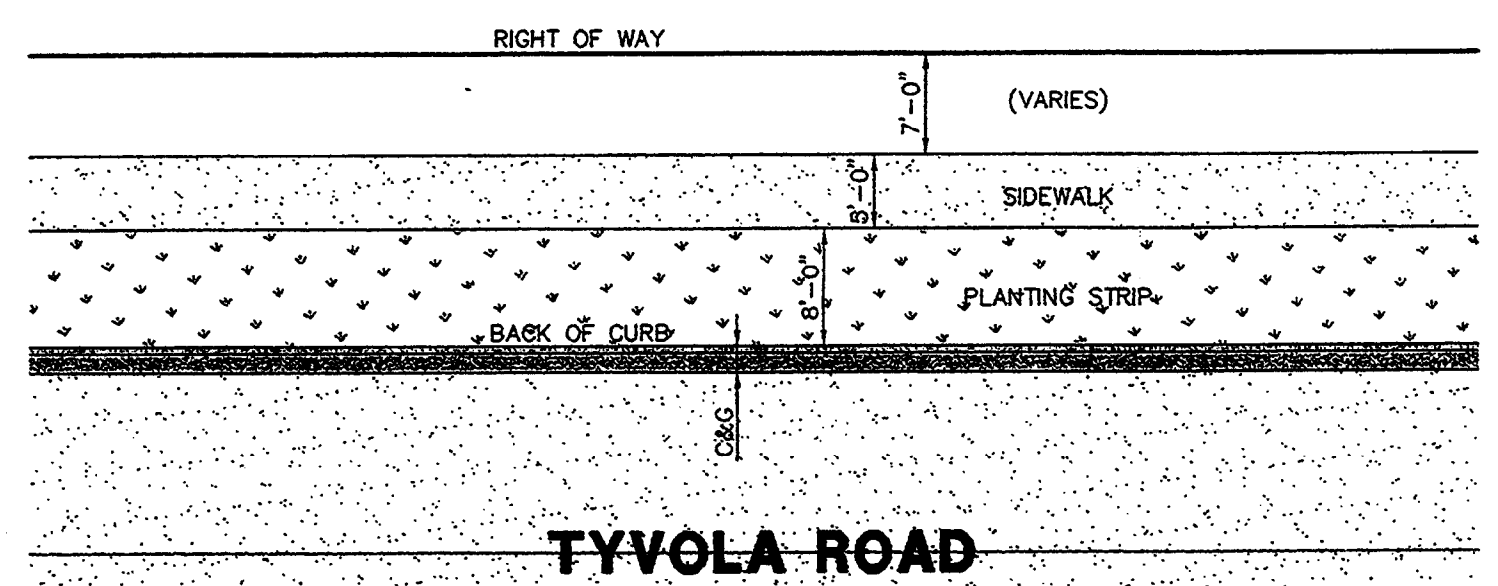 RIGHT OF WAY
7'-0"
(VARIES)
5'-0"
SIDEWALK
8'-0"
PLANTING STRIP
BACK OF CURB
C&G
TYVOLA ROAD